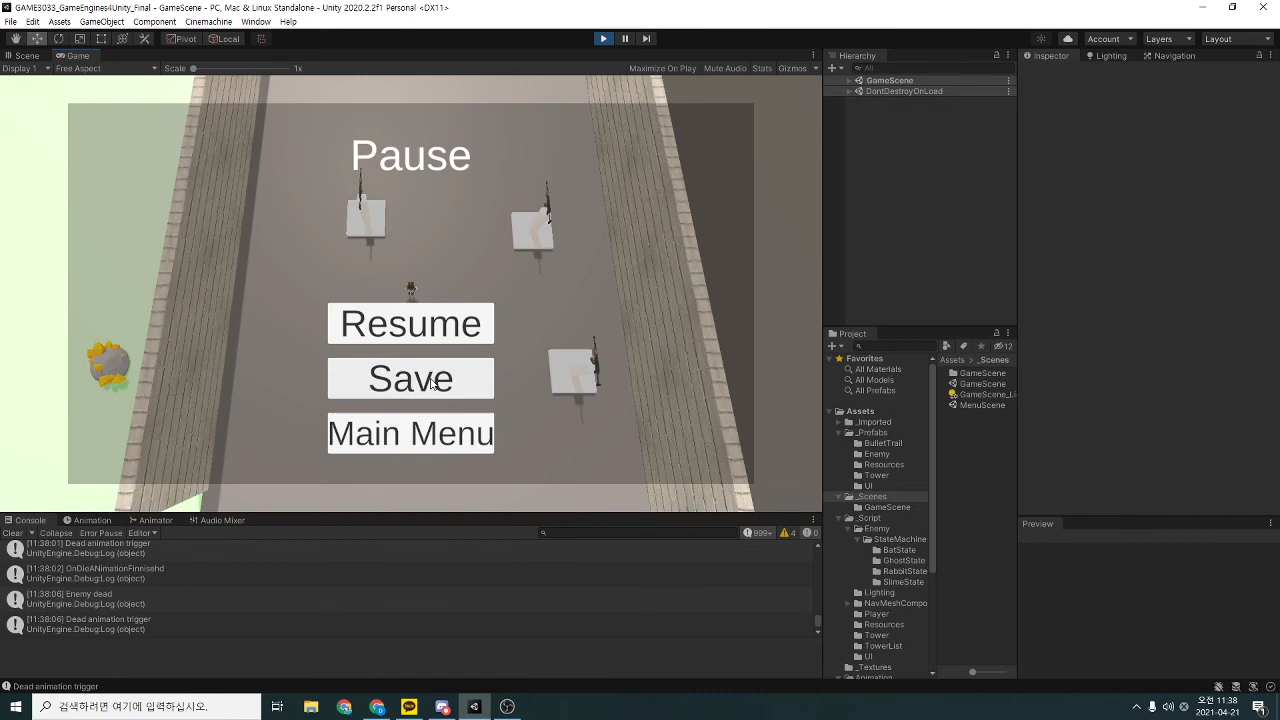 GAME3033_GameEngines4Unity_Final - GameScene - PC, Mac & Linux Standalone - Unity 2020.2.2f1 Personal <DX11>
File Edit Assets GameObject Component Window Help
Pivot Local Account Layers Layout
Scene Game
Display 1 Free Aspect Scale 1x Maximize On Play Mute Audio Stats Gizmos
Pause
Resume
Save
Main Menu
Hierarchy
All
GameScene
DontDestroyOnLoad
Inspector Lighting Navigation
Project
12
Favorites
All Materials
All Models
All Prefabs
Assets
_Imported
_Prefabs
BulletTrail
Enemy
Resources
Tower
UI
_Scenes
GameScene
_Script
Enemy
StateMachine
BatState
GhostState
RabbitState
SlimeState
Lighting
NavMeshCompo
Player
Resources
Tower
TowerList
UI
_Textures
Animation
Assets _Scenes
GameScene
GameScene
GameScene_Li
MenuScene
Preview
Console Animation Animator Audio Mixer
Clear Collapse Error Pause Editor 999+ 4 0
[11:38:01] Dead animation trigger
UnityEngine.Debug:Log (object)
[11:38:02] OnDieANimationFinnisehd
UnityEngine.Debug:Log (object)
[11:38:06] Enemy dead
UnityEngine.Debug:Log (object)
[11:38:06] Dead animation trigger
UnityEngine.Debug:Log (object)
Dead animation trigger
검색하려면 여기에 입력하십시오.
TALK
오전 11:38
2021-04-21